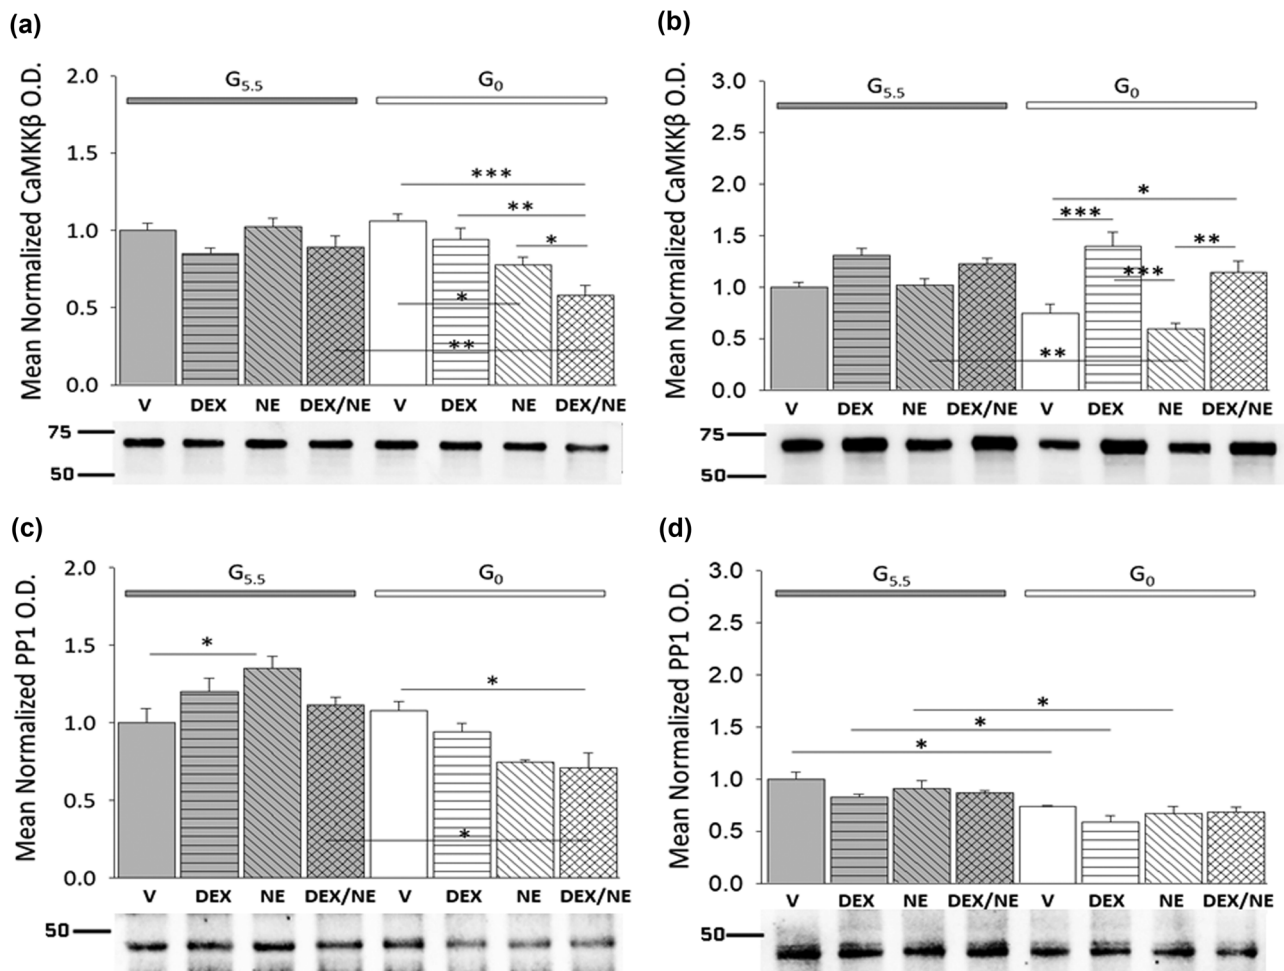 (a)
Mean Normalized CaMKKβ O.D.
2.0
1.5
1.0
0.5
0.0
G5.5
G0
***
**
*
*
**
V DEX NE DEX/NE V DEX NE DEX/NE
75
50
(b)
Mean Normalized CaMKKβ O.D.
3.0
2.5
2.0
1.5
1.0
0.5
0.0
G5.5
G0
*
***
**
***
**
V DEX NE DEX/NE V DEX NE DEX/NE
75
50
(c)
Mean Normalized PP1 O.D.
2.0
1.5
1.0
0.5
0.0
G5.5
G0
*
*
*
V DEX NE DEX/NE V DEX NE DEX/NE
50
(d)
Mean Normalized PP1 O.D.
3.0
2.5
2.0
1.5
1.0
0.5
0.0
G5.5
G0
*
*
*
V DEX NE DEX/NE V DEX NE DEX/NE
50